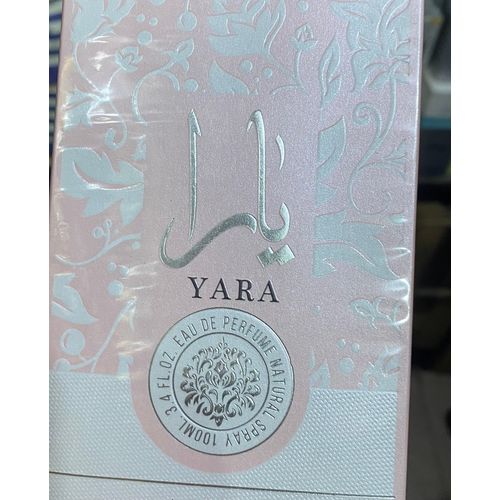 يارا
YARA
EAU DE PERFUME NATURAL SPRAY 100ML 3.4 FL.OZ.